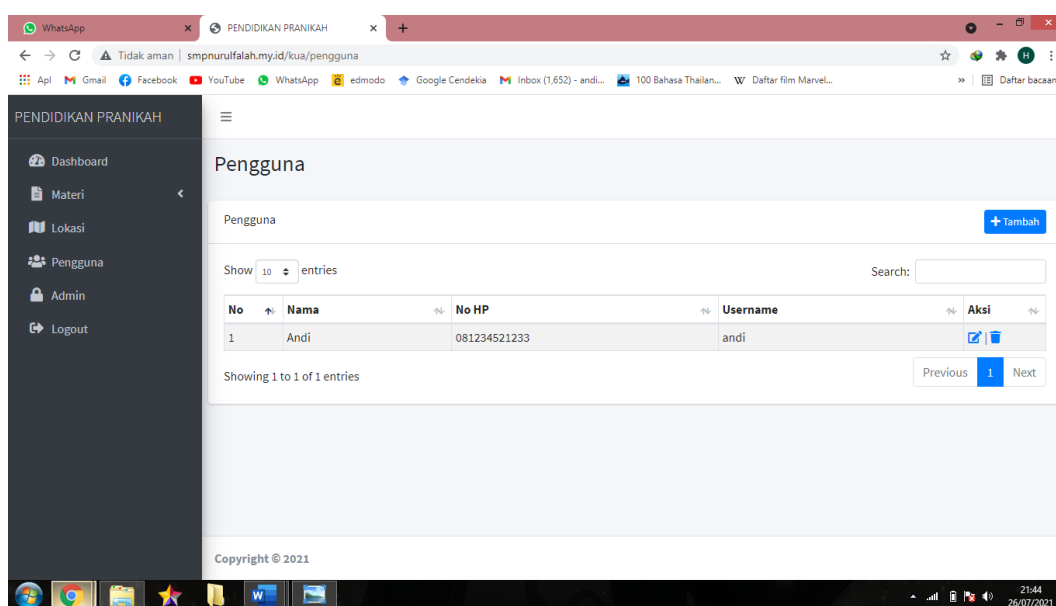 WhatsApp
PENDIDIKAN PRANIKAH
Tidak aman | smpnurulfalah.my.id/kua/pengguna
H
Apl Gmail Facebook YouTube WhatsApp edmodo Google Cendekia Inbox (1,652) - andi... 100 Bahasa Thailan... W Daftar film Marvel... » Daftar bacaan
PENDIDIKAN PRANIKAH
Dashboard
Materi
Lokasi
Pengguna
Admin
Logout
Pengguna
Pengguna
+ Tambah
Show 10 entries
Search:
No Nama No HP Username Aksi
1 Andi 081234521233 andi |
Showing 1 to 1 of 1 entries
Previous 1 Next
Copyright © 2021
W
21:44
26/07/2021